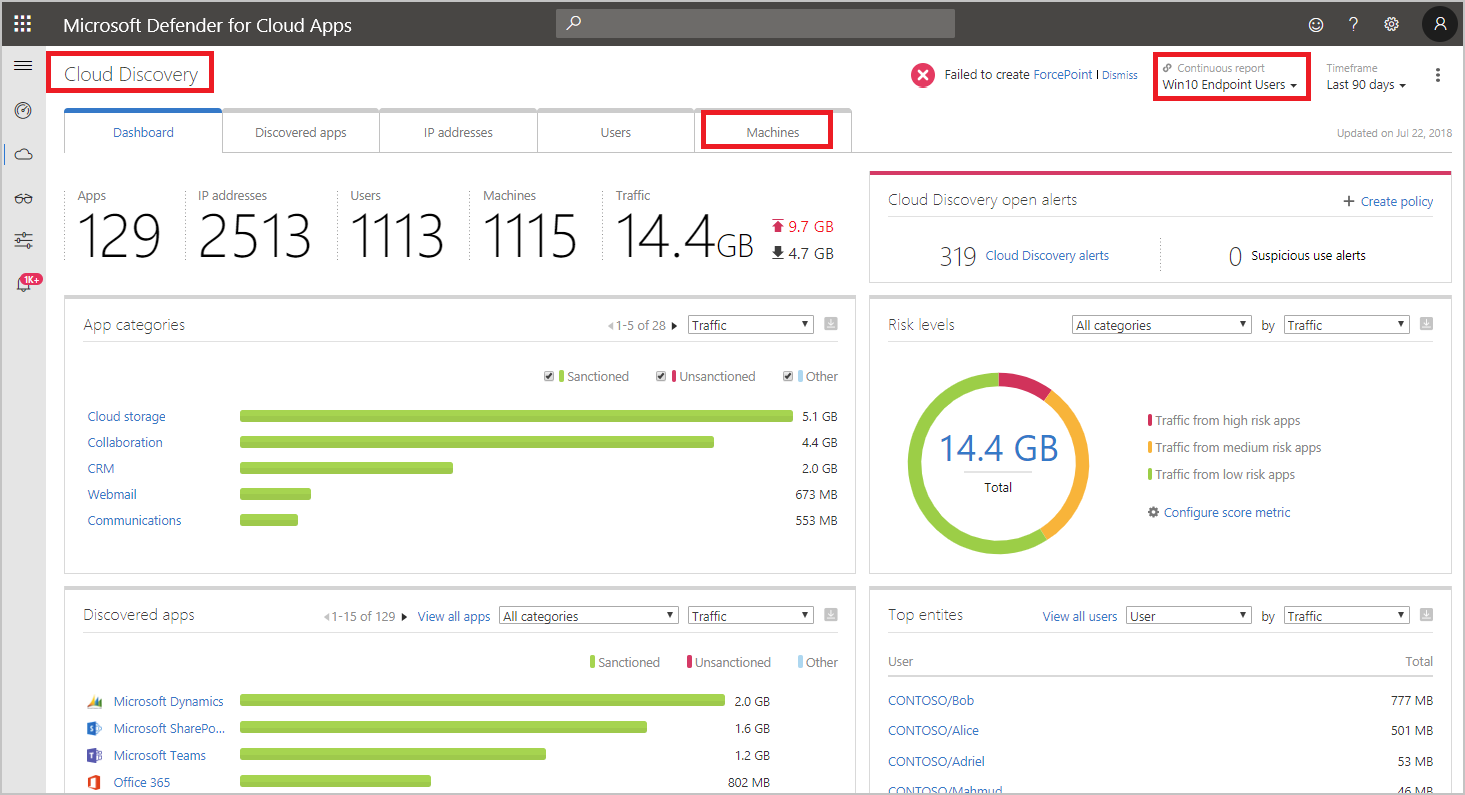 Microsoft Defender for Cloud Apps
?
Cloud Discovery
Failed to create ForcePoint | Dismiss
Continuous report
Win10 Endpoint Users
Timeframe
Last 90 days
Dashboard
Discovered apps
IP addresses
Users
Machines
Updated on Jul 22, 2018
1K+
Apps
129
IP addresses
2513
Users
1113
Machines
1115
Traffic
14.4GB
9.7 GB
4.7 GB
Cloud Discovery open alerts
+ Create policy
319 Cloud Discovery alerts
0 Suspicious use alerts
App categories
1-5 of 28
Traffic
Sanctioned
Unsanctioned
Other
Cloud storage 5.1 GB
Collaboration 4.4 GB
CRM 2.0 GB
Webmail 673 MB
Communications 553 MB
Risk levels
All categories by Traffic
14.4 GB
Total
Traffic from high risk apps
Traffic from medium risk apps
Traffic from low risk apps
Configure score metric
Discovered apps
1-15 of 129
View all apps
All categories
Traffic
Sanctioned
Unsanctioned
Other
Microsoft Dynamics 2.0 GB
Microsoft SharePo... 1.6 GB
Microsoft Teams 1.2 GB
Office 365 802 MB
Top entites
View all users
User by Traffic
User Total
CONTOSO/Bob 777 MB
CONTOSO/Alice 501 MB
CONTOSO/Adriel 53 MB
CONTOSO/Mahmud 46 MB